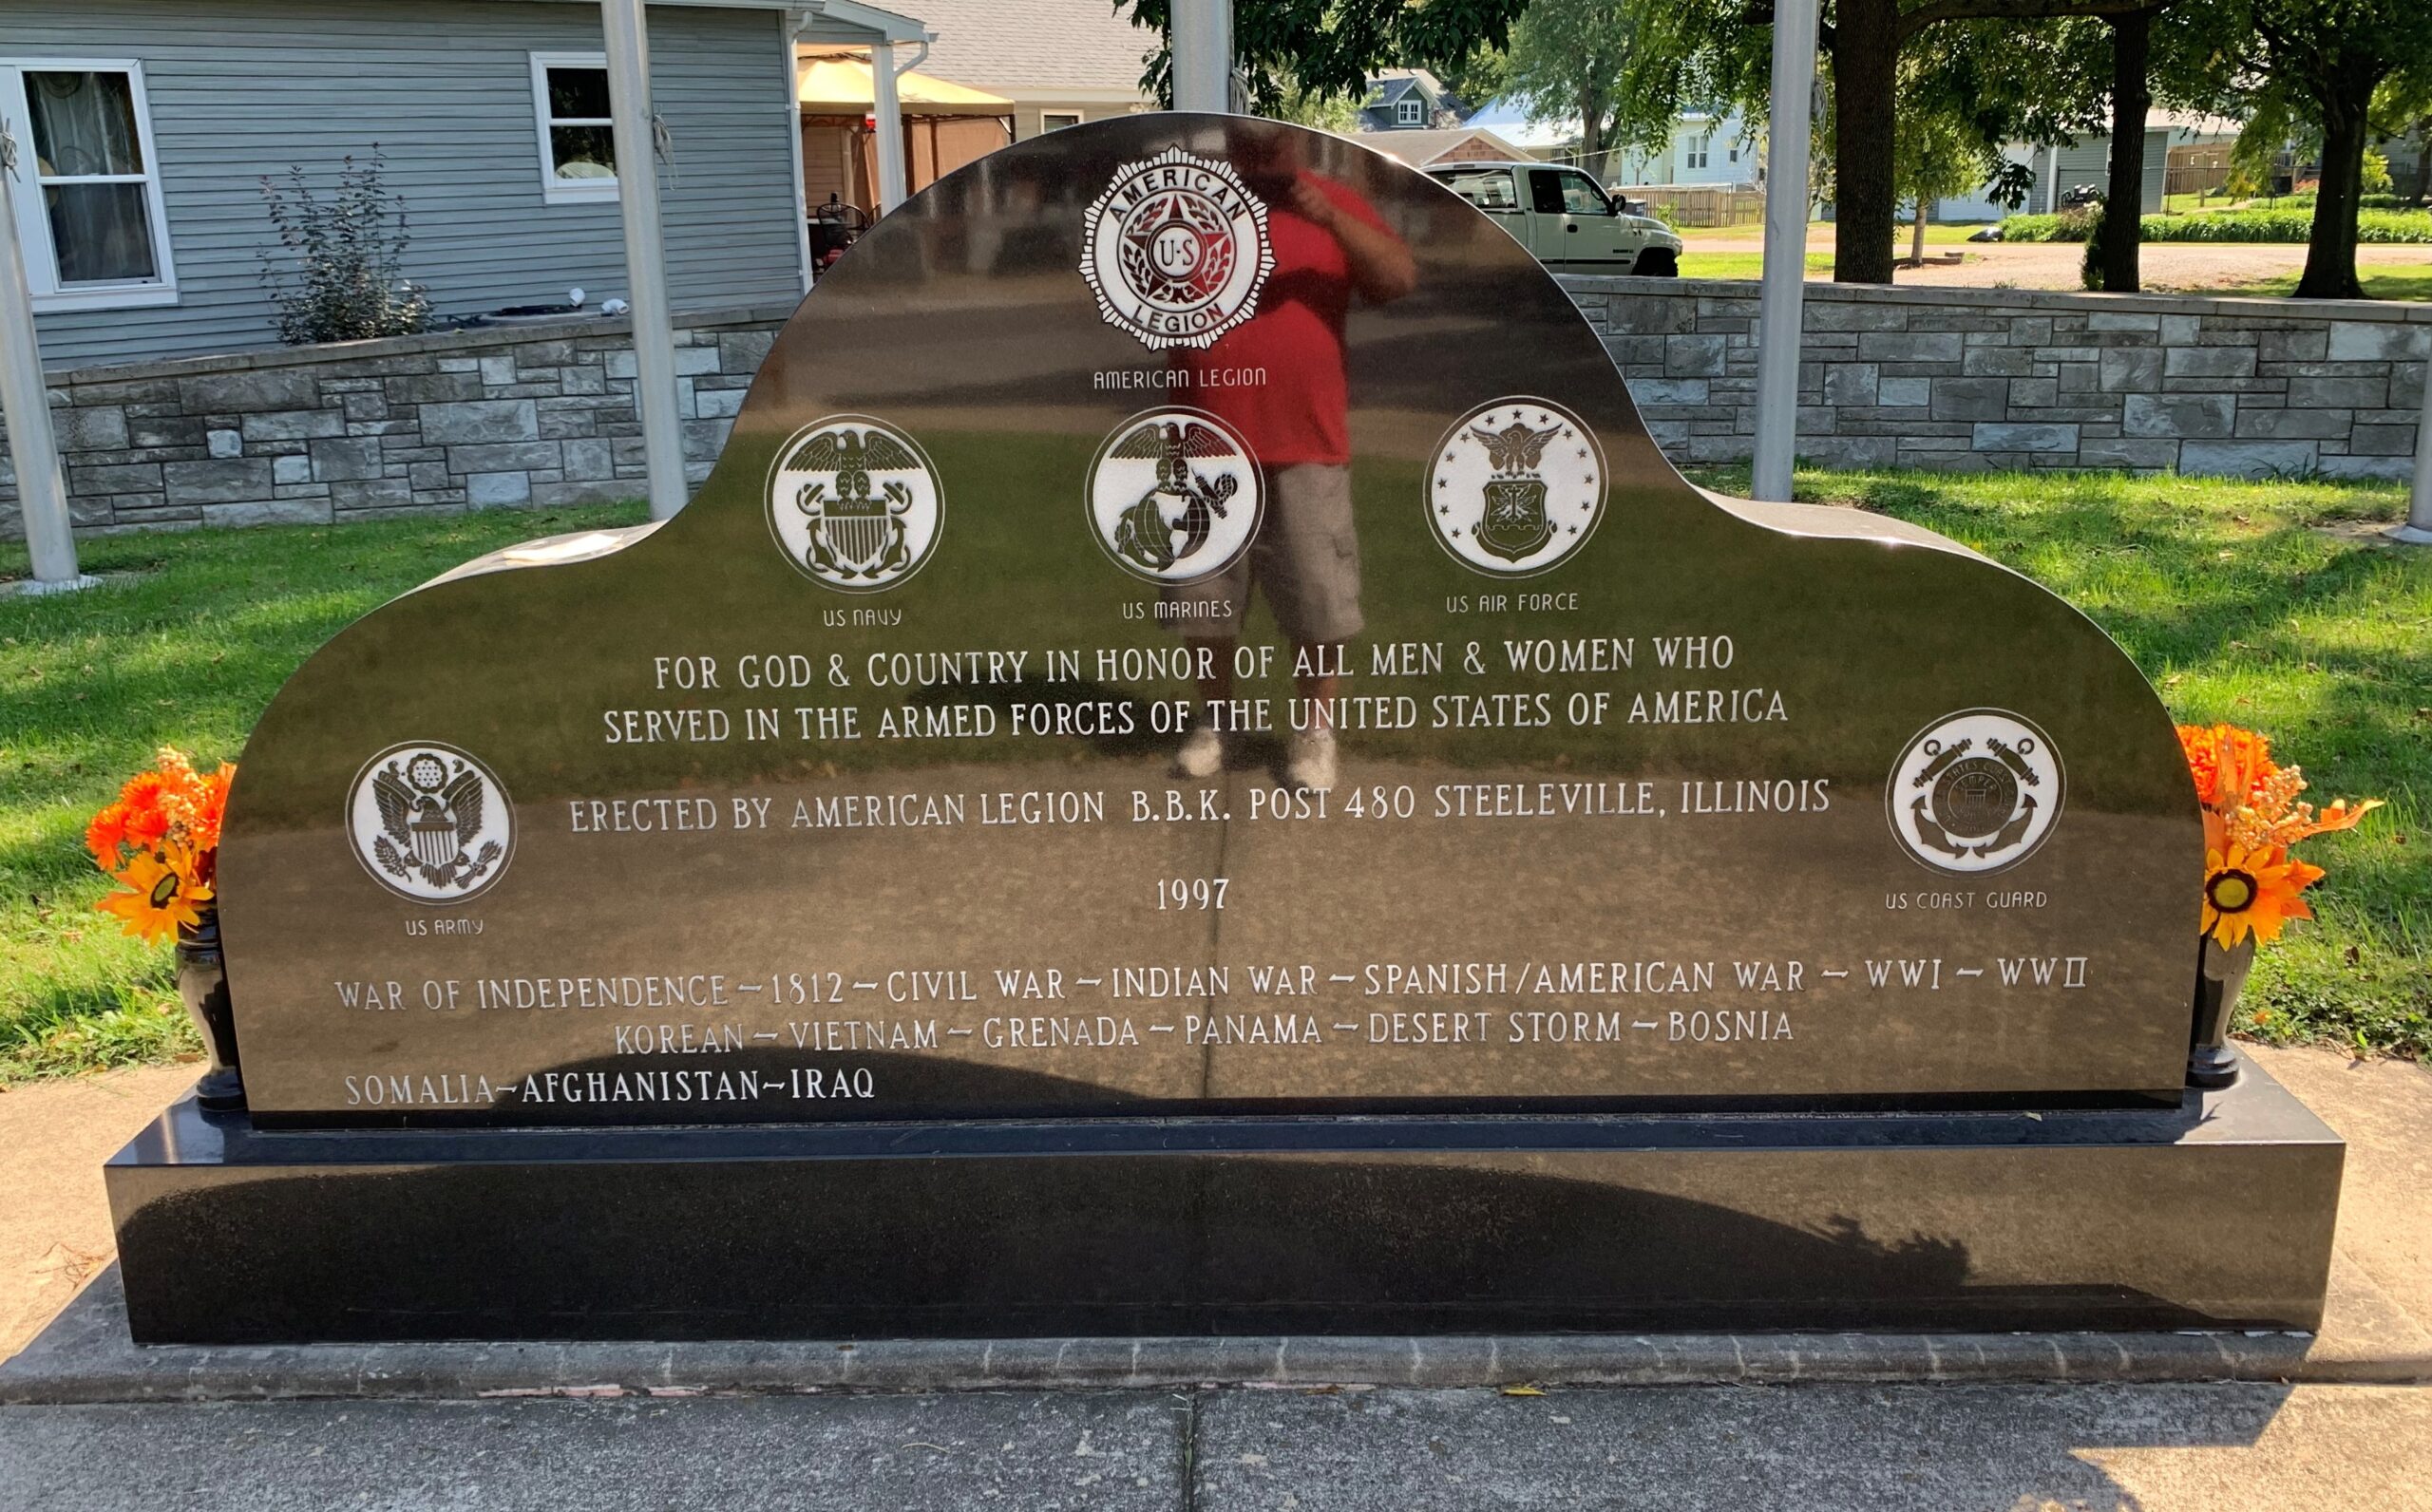 AMERICAN
U·S
LEGION
AMERICAN LEGION
US NAVY
US MARINES
US AIR FORCE
FOR GOD & COUNTRY IN HONOR OF ALL MEN & WOMEN WHO
SERVED IN THE ARMED FORCES OF THE UNITED STATES OF AMERICA
ERECTED BY AMERICAN LEGION B.B.K. POST 480 STEELEVILLE, ILLINOIS
US ARMY
US COAST GUARD
1997
WAR OF INDEPENDENCE~1812~CIVIL WAR~INDIAN WAR~SPANISH/AMERICAN WAR ~ WWI ~ WWII
KOREAN~VIETNAM~GRENADA~PANAMA~DESERT STORM~BOSNIA
SOMALIA~AFGHANISTAN~IRAQ